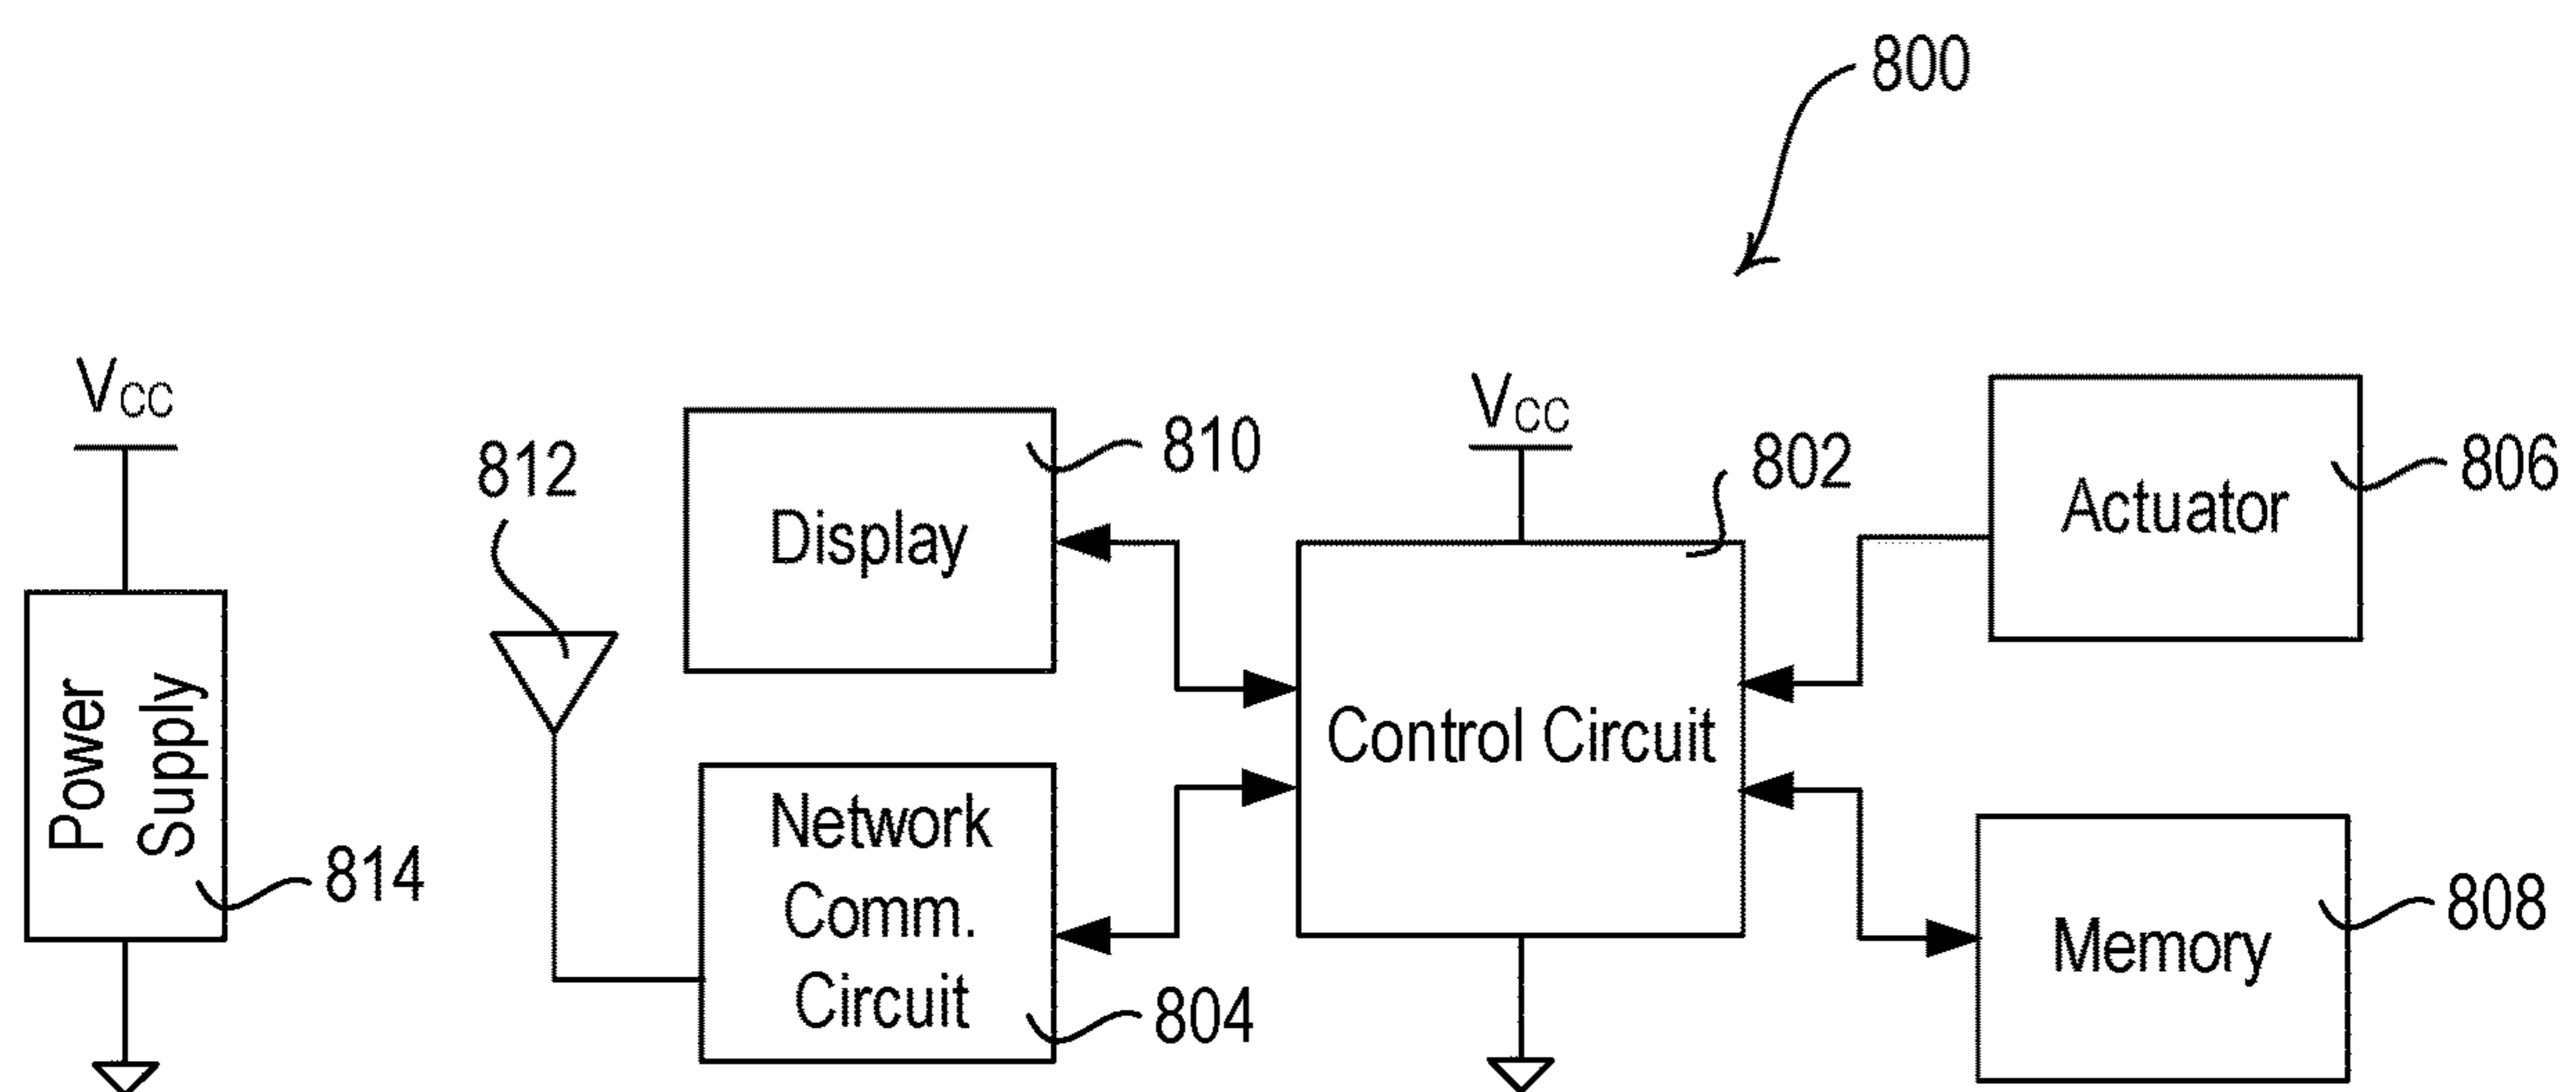 800
VCC
Power
Supply
814
812
Display
810
Network
Comm.
Circuit
804
VCC
802
Control Circuit
Actuator
806
Memory
808